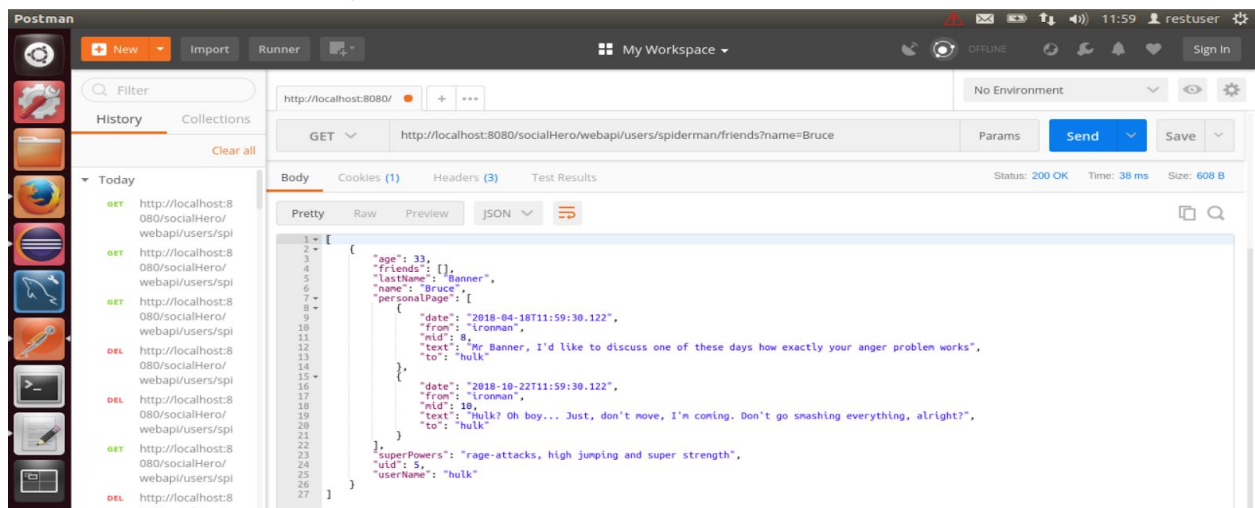 Postman
11:59 restuser
New Import Runner My Workspace OFFLINE Sign In
Filter
History Collections
Clear all
Today
GET http://localhost:8
080/socialHero/
webapi/users/spi
GET http://localhost:8
080/socialHero/
webapi/users/spi
GET http://localhost:8
080/socialHero/
webapi/users/spi
DEL http://localhost:8
080/socialHero/
webapi/users/spi
DEL http://localhost:8
080/socialHero/
webapi/users/spi
GET http://localhost:8
080/socialHero/
webapi/users/spi
DEL http://localhost:8
http://localhost:8080/ + ••• No Environment
GET http://localhost:8080/socialHero/webapi/users/spiderman/friends?name=Bruce Params Send Save
Body Cookies (1) Headers (3) Test Results Status: 200 OK Time: 38 ms Size: 608 B
Pretty Raw Preview JSON
1 [
2 {
3 "age": 33,
4 "friends": [],
5 "lastName": "Banner",
6 "name": "Bruce",
7 "personalPage": [
8 {
9 "date": "2018-04-18T11:59:30.122",
10 "from": "ironman",
11 "mid": 8,
12 "text": "Mr Banner, I'd like to discuss one of these days how exactly your anger problem works",
13 "to": "hulk"
14 },
15 {
16 "date": "2018-10-22T11:59:30.122",
17 "from": "ironman",
18 "mid": 10,
19 "text": "Hulk? Oh boy... Just, don't move, I'm coming. Don't go smashing everything, alright?",
20 "to": "hulk"
21 }
22 ],
23 "superPowers": "rage-attacks, high jumping and super strength",
24 "uid": 5,
25 "userName": "hulk"
26 }
27 ]